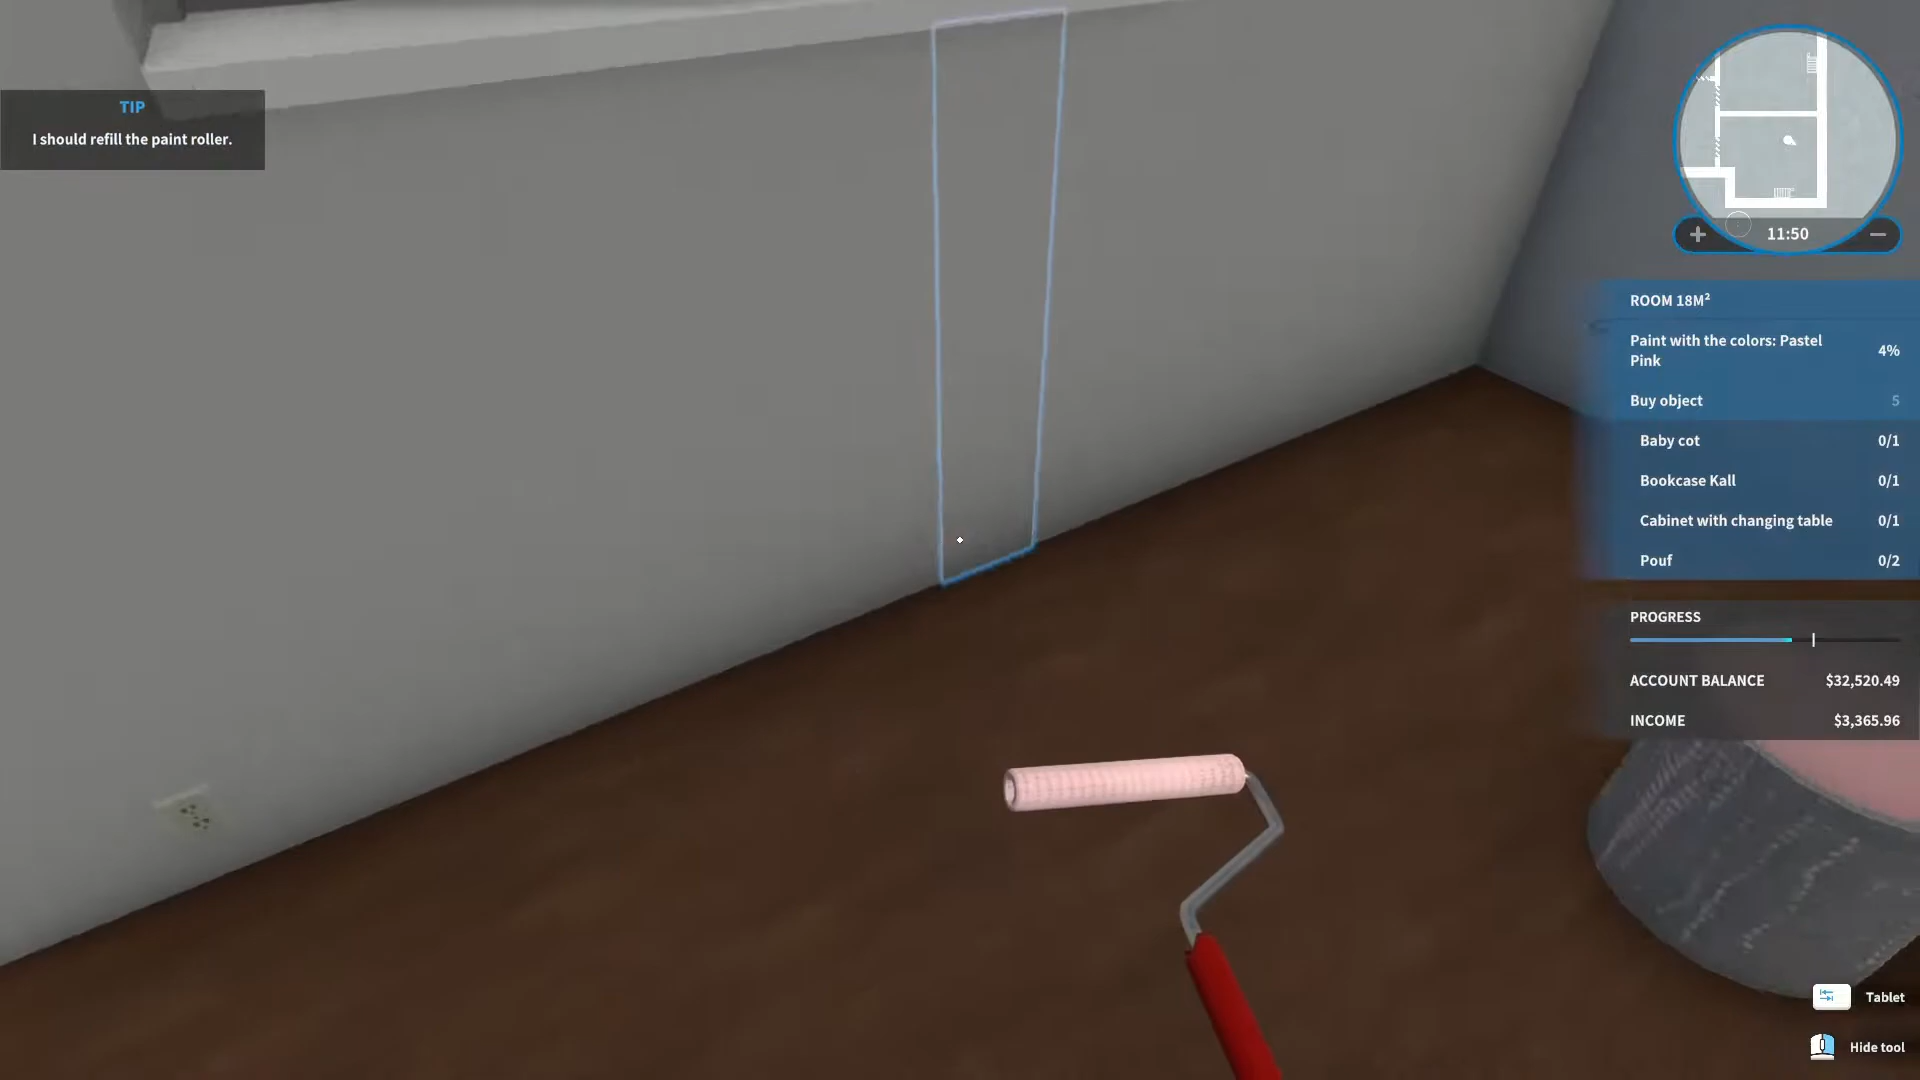 TIP
I should refill the paint roller.
11:50
ROOM 18M²
Paint with the colors: Pastel
Pink
4%
Buy object
5
Baby cot
0/1
Bookcase Kall
0/1
Cabinet with changing table
0/1
Pouf
0/2
PROGRESS
ACCOUNT BALANCE
$32,520.49
INCOME
$3,365.96
Tablet
Hide tool